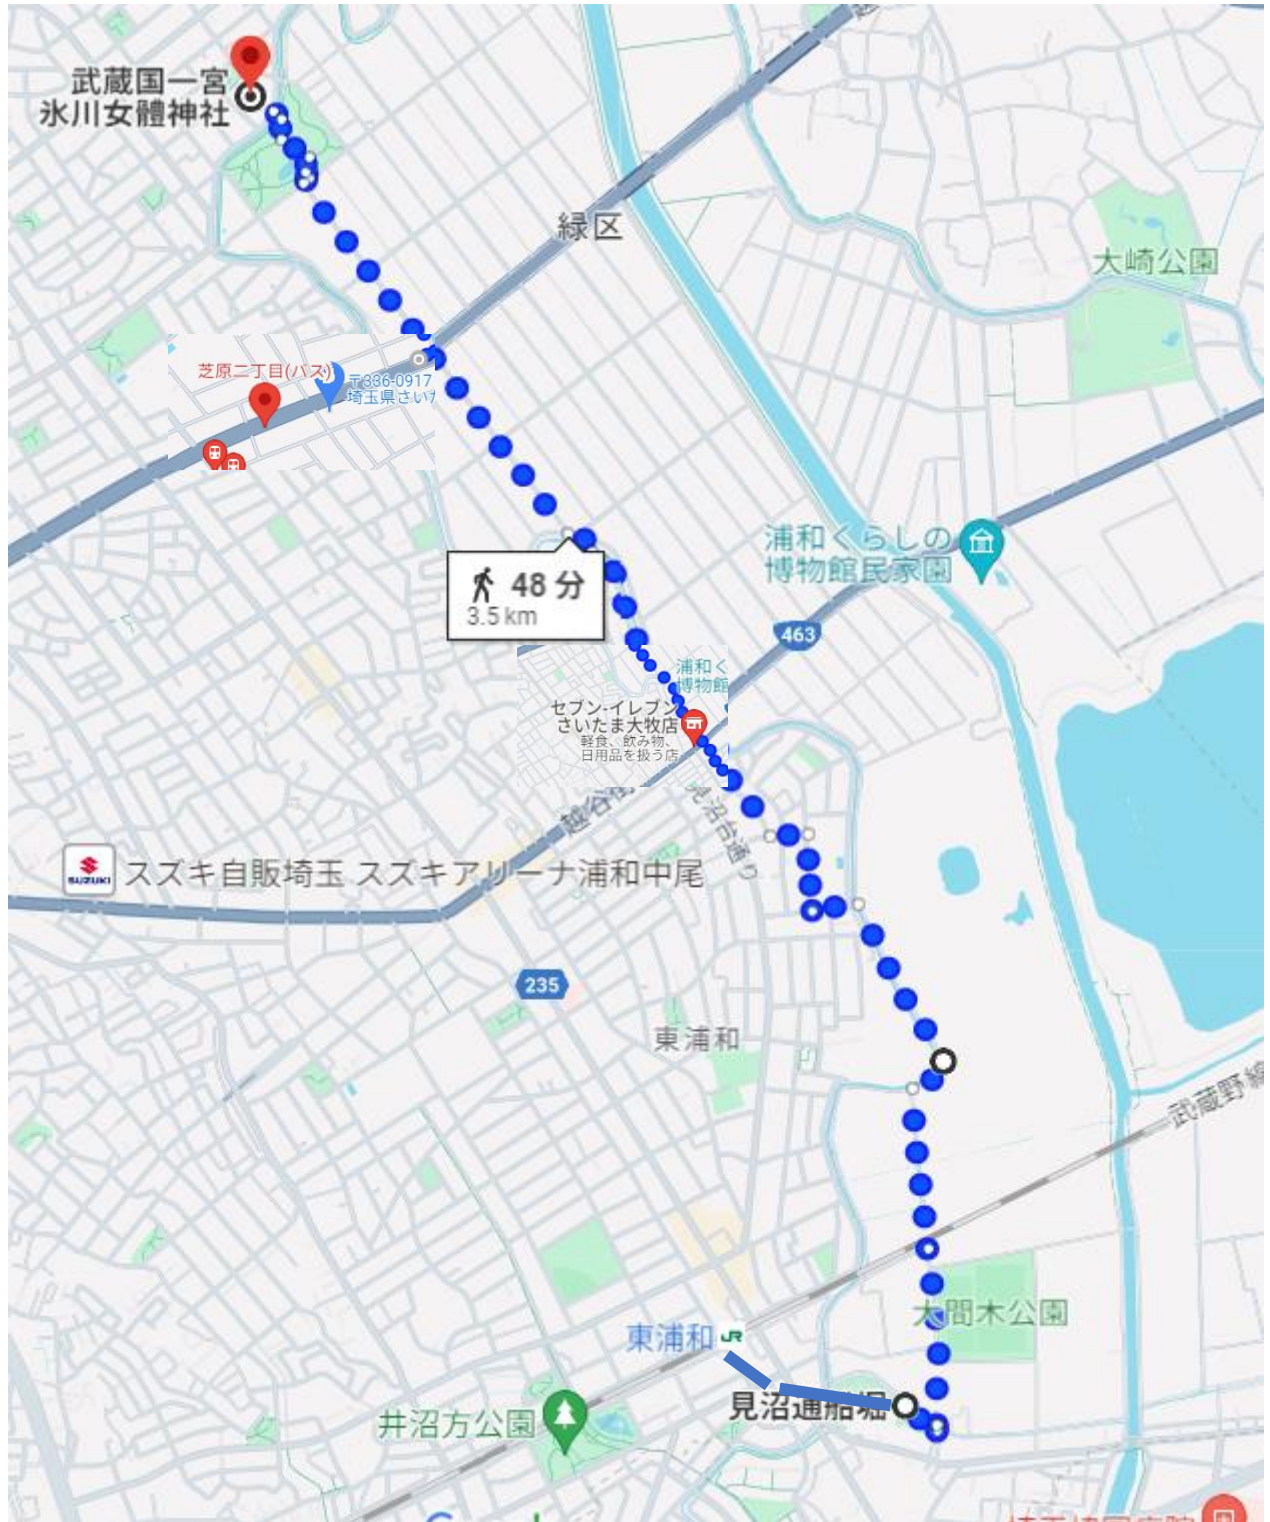 武蔵国一宮
氷川女體神社
緑区
大崎公園
芝原二丁目(バス)
〒336-0917
埼玉県さいた
浦和くらしの
博物館民家園
48 分
3.5 km
463
浦和く
博物館
セブン-イレブン
さいたま大牧店
軽食、飲み物、
日用品を扱う店
越谷
見沼台通り
SUZUKI
スズキ自販埼玉 スズキアリーナ浦和中尾
235
東浦和
武蔵野線
大間木公園
東浦和
JR
見沼通船堀
井沼方公園